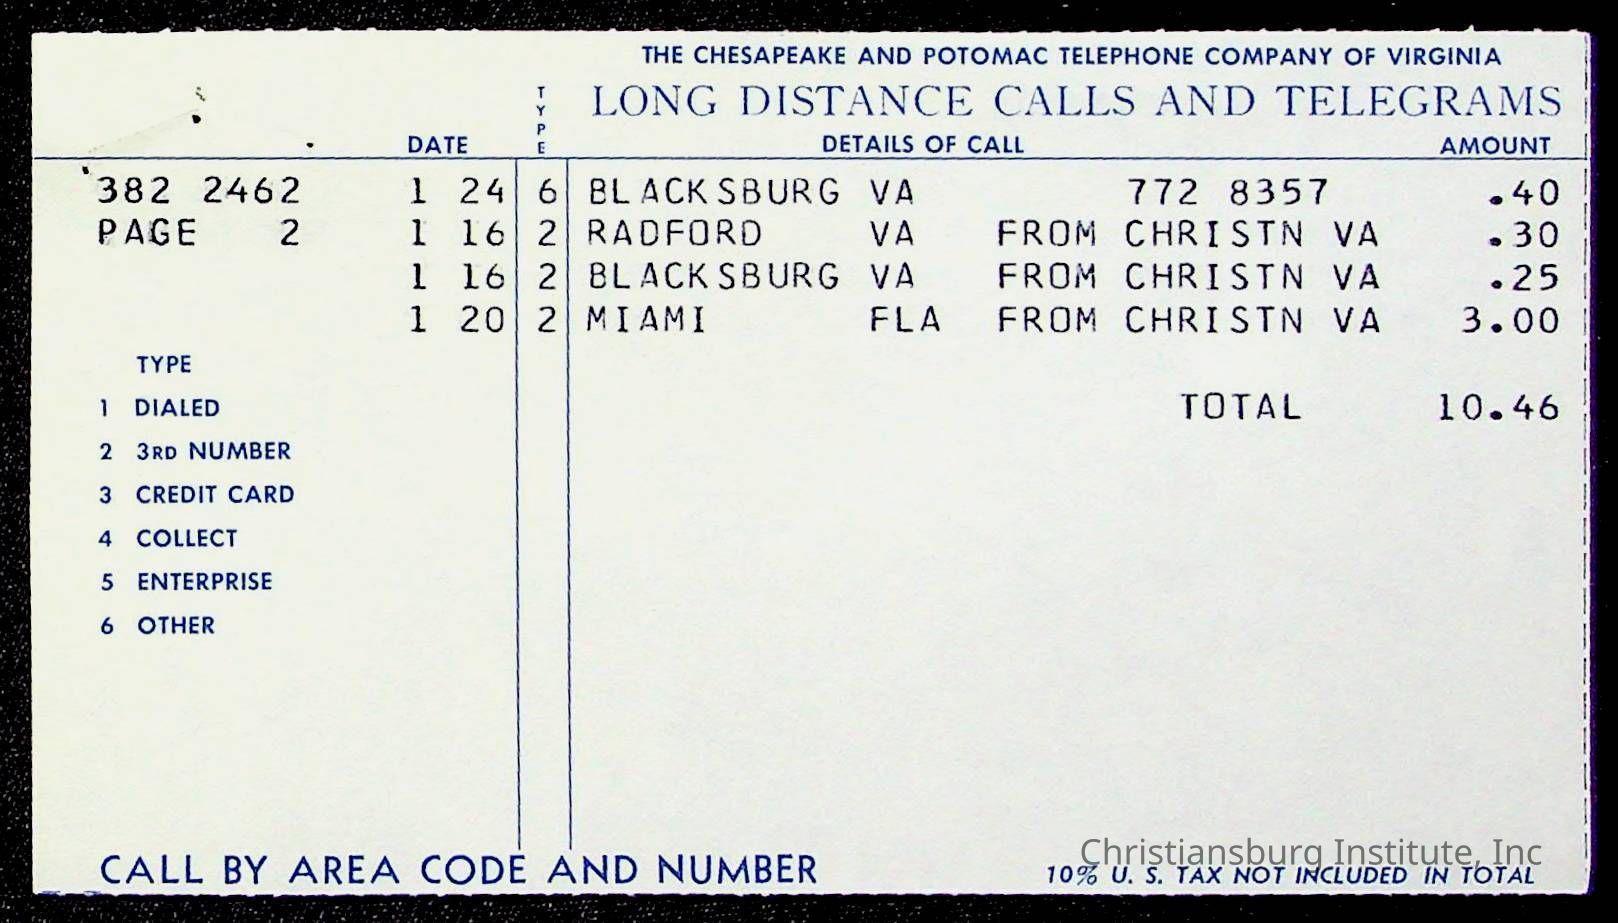 THE CHESAPEAKE AND POTOMAC TELEPHONE COMPANY OF VIRGINIA
LONG DISTANCE CALLS AND TELEGRAMS
DATE TYPE DETAILS OF CALL AMOUNT
382 2462 1 24 6 BLACKSBURG VA 772 8357 .40
PAGE 2 1 16 2 RADFORD VA FROM CHRISTN VA .30
1 16 2 BLACKSBURG VA FROM CHRISTN VA .25
1 20 2 MIAMI FLA FROM CHRISTN VA 3.00
TYPE
1 DIALED TOTAL 10.46
2 3RD NUMBER
3 CREDIT CARD
4 COLLECT
5 ENTERPRISE
6 OTHER
Christiansburg Institute, Inc
CALL BY AREA CODE AND NUMBER 10% U. S. TAX NOT INCLUDED IN TOTAL